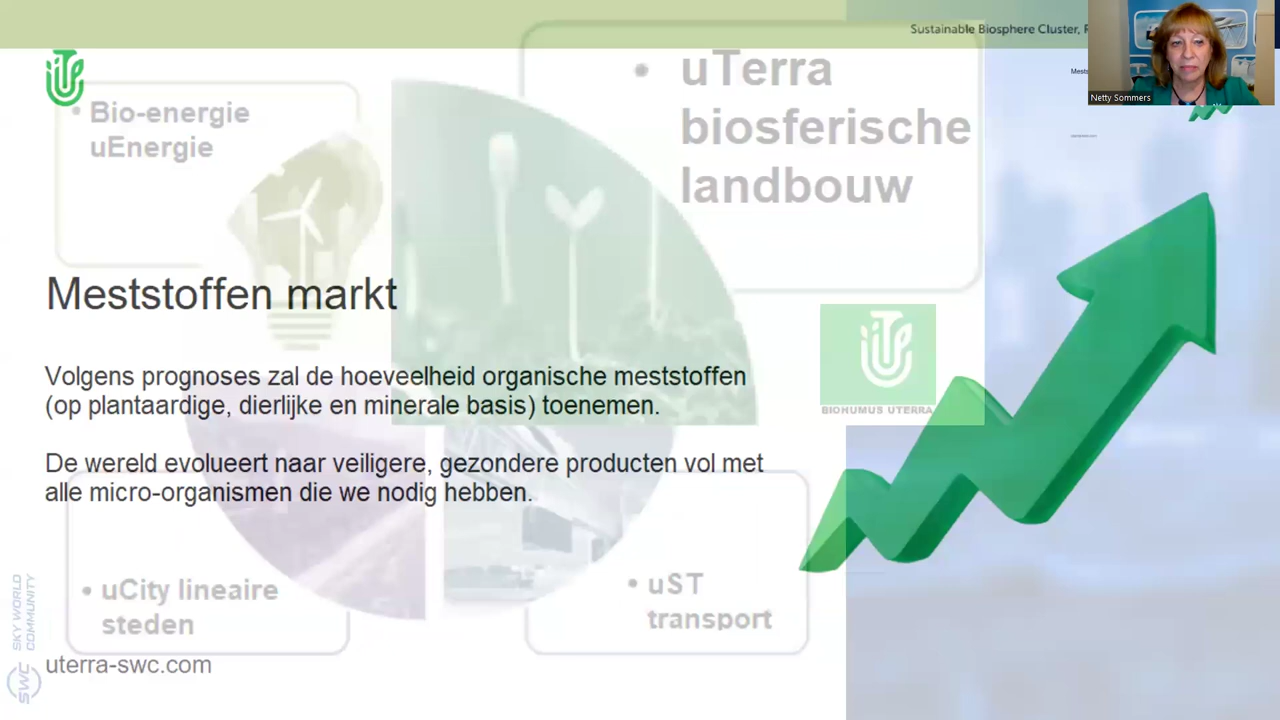 Sustainable Biosphere Cluster,
Netty Sommers
• Bio-energie
uEnergie
• uTerra
biosferische
landbouw
Meststoffen markt
Volgens prognoses zal de hoeveelheid organische meststoffen
(op plantaardige, dierlijke en minerale basis) toenemen.
De wereld evolueert naar veiligere, gezondere producten vol met
alle micro-organismen die we nodig hebben.
BIOHUMUS UTERRA
• uCity lineaire
steden
• uST
transport
uterra-swc.com
SWC SKY WORLD
COMMUNITY